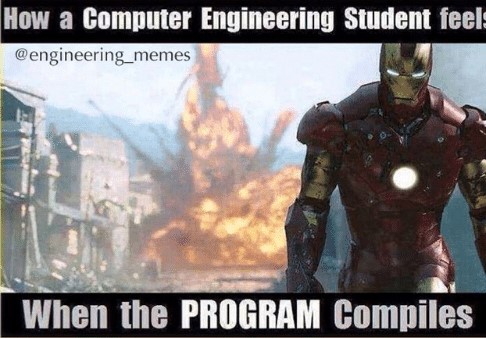 How a Computer Engineering Student feels
@engineering_memes
When the PROGRAM Compiles